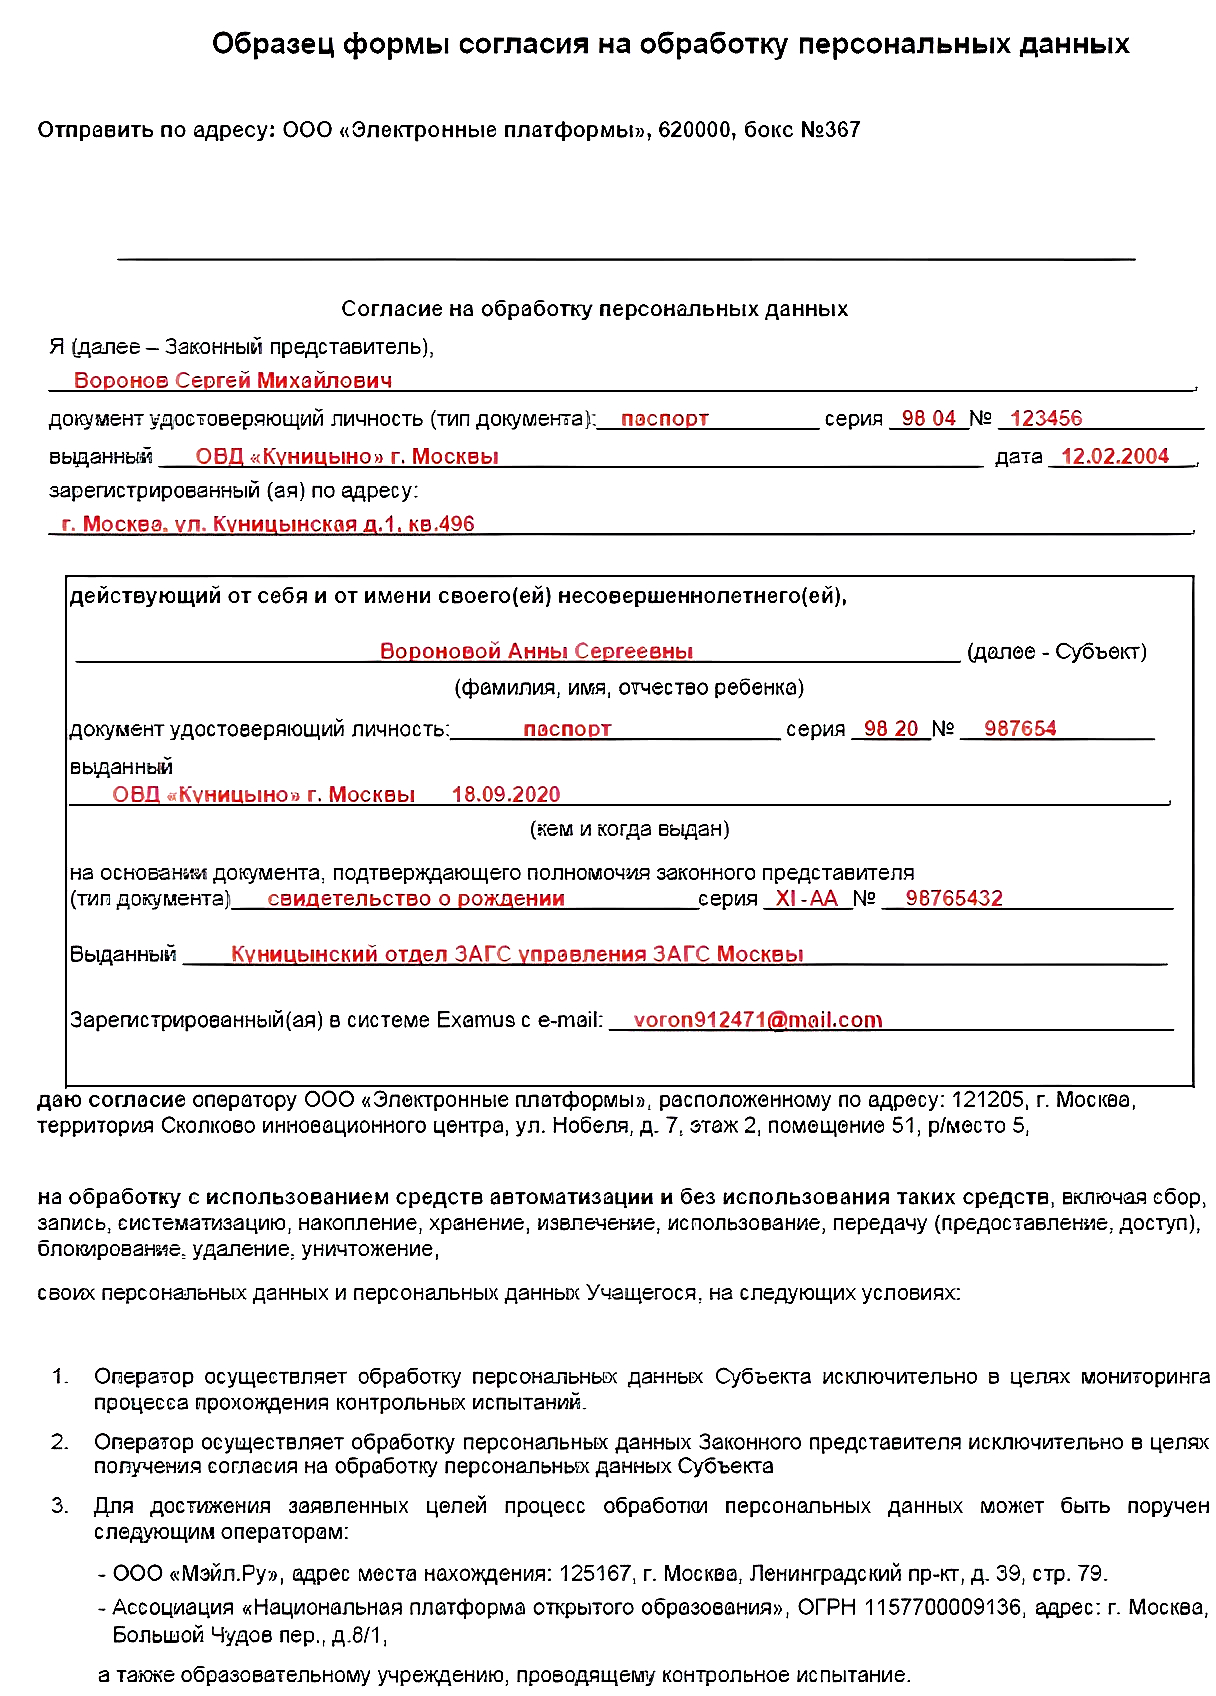 Образец формы согласия на обработку персональных данных
Отправить по адресу: ООО «Электронные платформы», 620000, бокс №367
Согласие на обработку персональных данных
Я (далее – Законный представитель),
Воронов Сергей Михайлович,
документ удостоверяющий личность (тип документа): паспорт серия 98 04 № 123456
выданный ОВД «Куницыно» г. Москвы дата 12.02.2004,
зарегистрированный (ая) по адресу:
г. Москва, ул. Куницынская д.1, кв.496,
действующий от себя и от имени своего(ей) несовершеннолетнего(ей),
Вороновой Анны Сергеевны (далее - Субъект)
(фамилия, имя, отчество ребенка)
документ удостоверяющий личность: паспорт серия 98 20 № 987654
выданный
ОВД «Куницыно» г. Москвы 18.09.2020,
(кем и когда выдан)
на основании документа, подтверждающего полномочия законного представителя
(тип документа) свидетельство о рождении серия XI -АА № 98765432
Выданный Куницынский отдел ЗАГС управления ЗАГС Москвы
Зарегистрированный(ая) в системе Examus с e-mail: voron912471@mail.com
даю согласие оператору ООО «Электронные платформы», расположенному по адресу: 121205, г. Москва,
территория Сколково инновационного центра, ул. Нобеля, д. 7, этаж 2, помещение 51, р/место 5,
на обработку с использованием средств автоматизации и без использования таких средств, включая сбор,
запись, систематизацию, накопление, хранение, извлечение, использование, передачу (предоставление, доступ),
блокирование, удаление, уничтожение,
своих персональных данных и персональных данных Учащегося, на следующих условиях:
1. Оператор осуществляет обработку персональных данных Субъекта исключительно в целях мониторинга
процесса прохождения контрольных испытаний.
2. Оператор осуществляет обработку персональных данных Законного представителя исключительно в целях
получения согласия на обработку персональных данных Субъекта
3. Для достижения заявленных целей процесс обработки персональных данных может быть поручен
следующим операторам:
- ООО «Мэйл.Ру», адрес места нахождения: 125167, г. Москва, Ленинградский пр-кт, д. 39, стр. 79.
- Ассоциация «Национальная платформа открытого образования», ОГРН 1157700009136, адрес: г. Москва,
Большой Чудов пер., д.8/1,
а также образовательному учреждению, проводящему контрольное испытание.